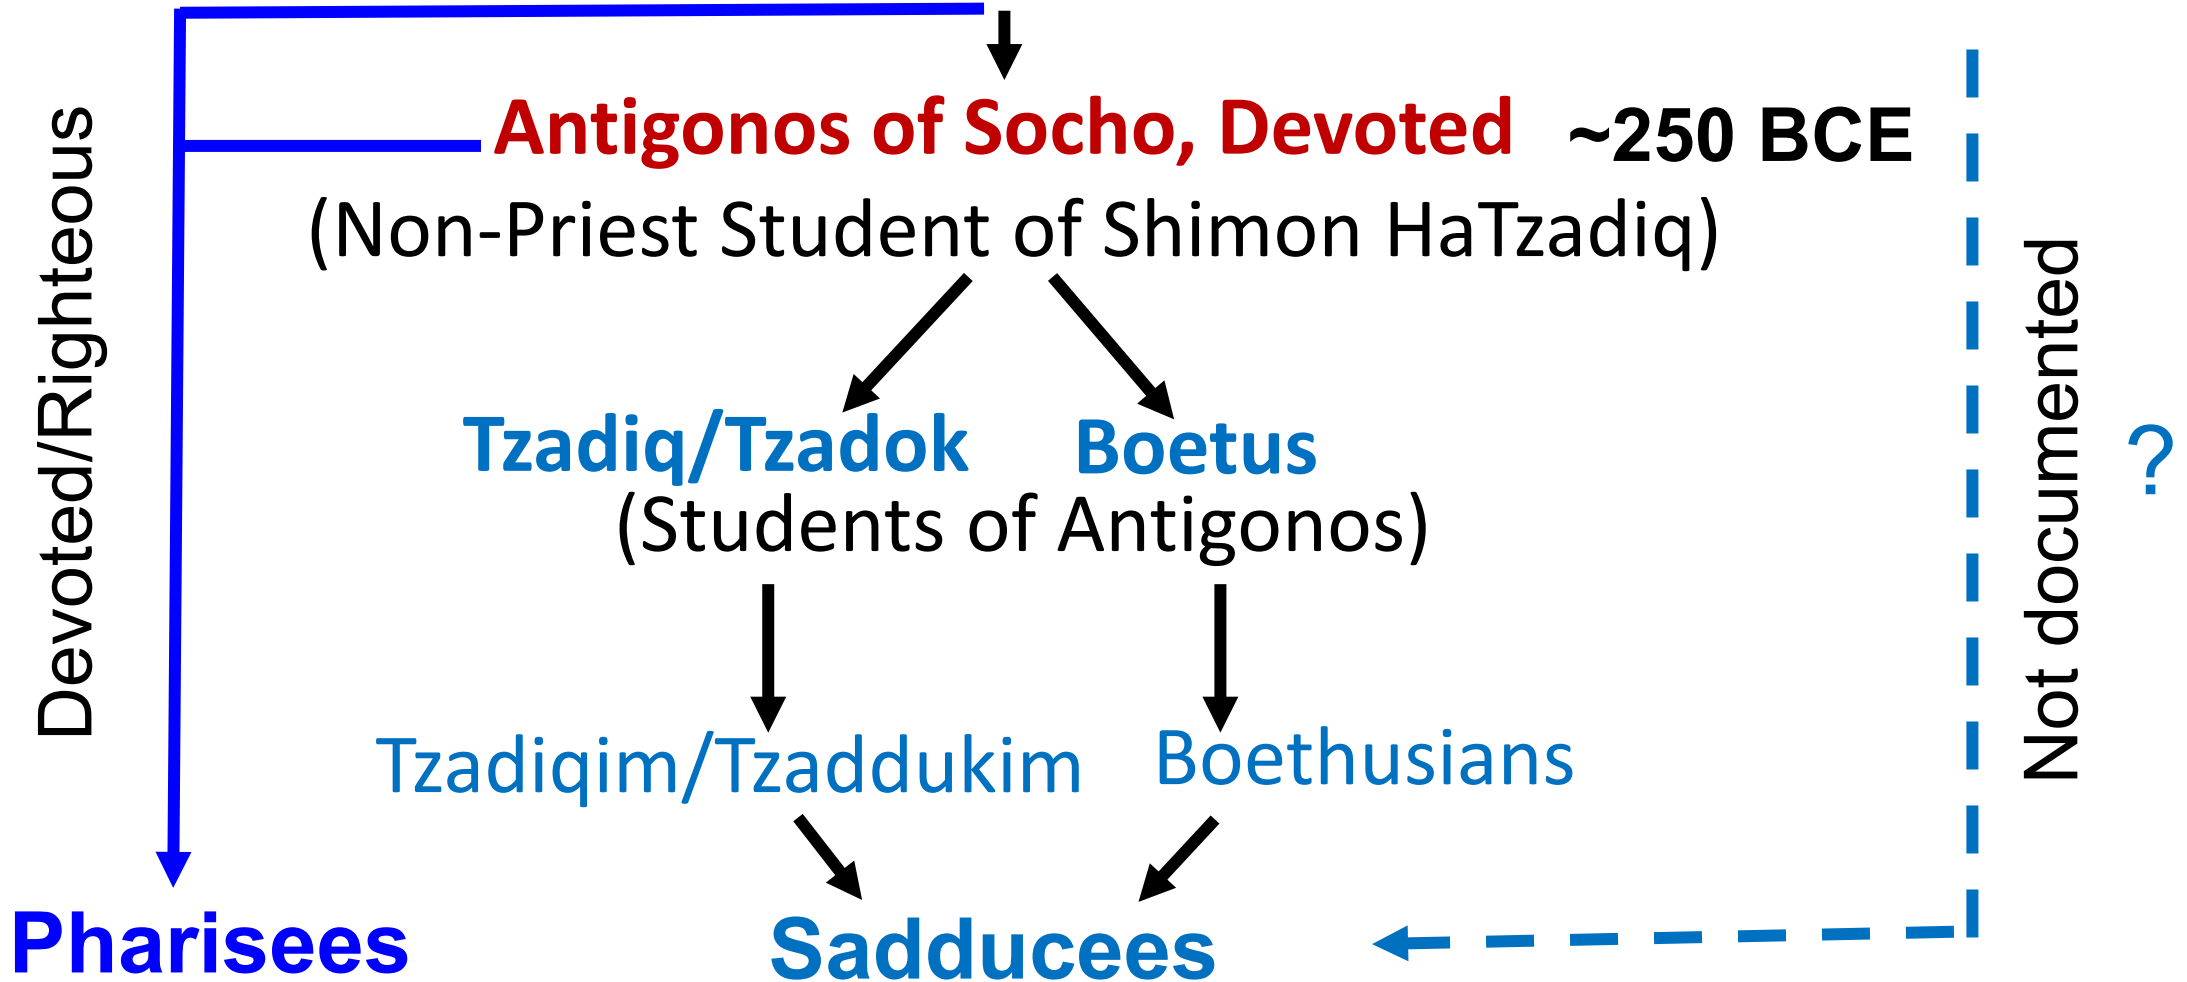 Devoted/Righteous
Antigonos of Socho, Devoted ~250 BCE
(Non-Priest Student of Shimon HaTzadiq)
Tzadiq/Tzadok Boetus
(Students of Antigonos)
Tzadiqim/Tzaddukim Boethusians
Pharisees Sadducees
Not documented
?